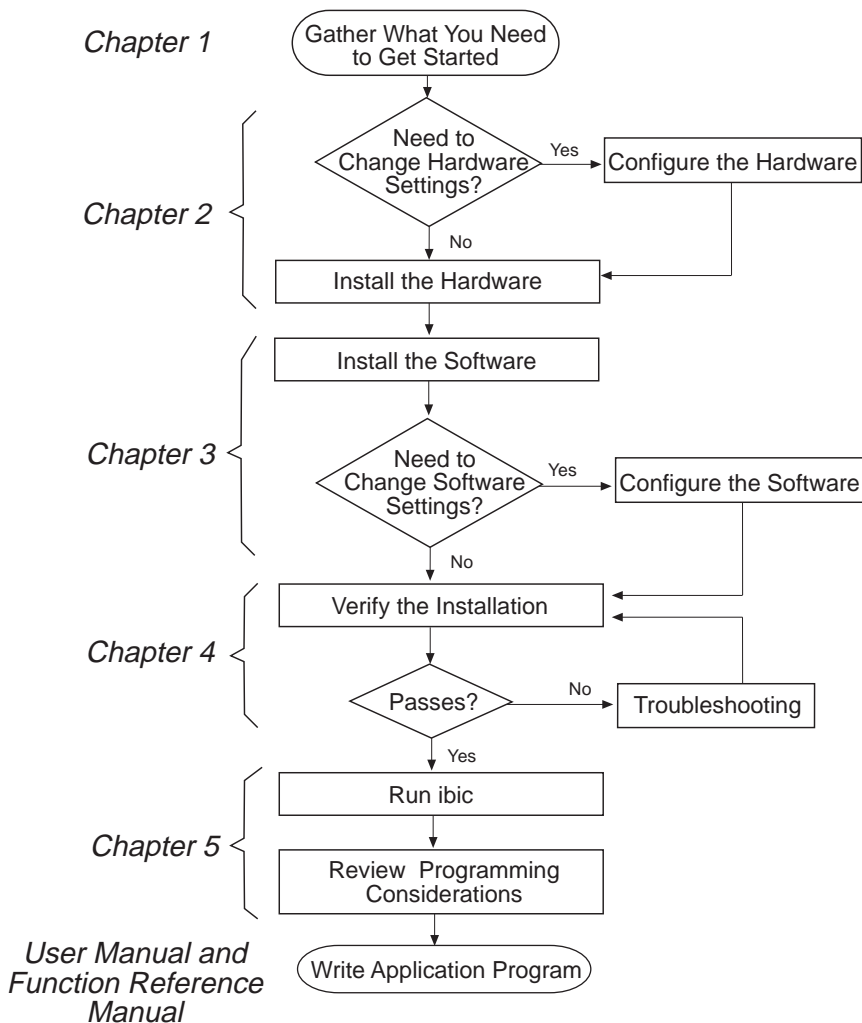 Chapter 1
Gather What You Need
to Get Started
Need to
Change Hardware
Settings?
Yes
Configure the Hardware
Chapter 2
No
Install the Hardware
Install the Software
Chapter 3
Need to
Change Software
Settings?
Yes
Configure the Software
No
Verify the Installation
Chapter 4
Passes?
No
Troubleshooting
Yes
Run ibic
Chapter 5
Review Programming
Considerations
User Manual and
Function Reference
Manual
Write Application Program